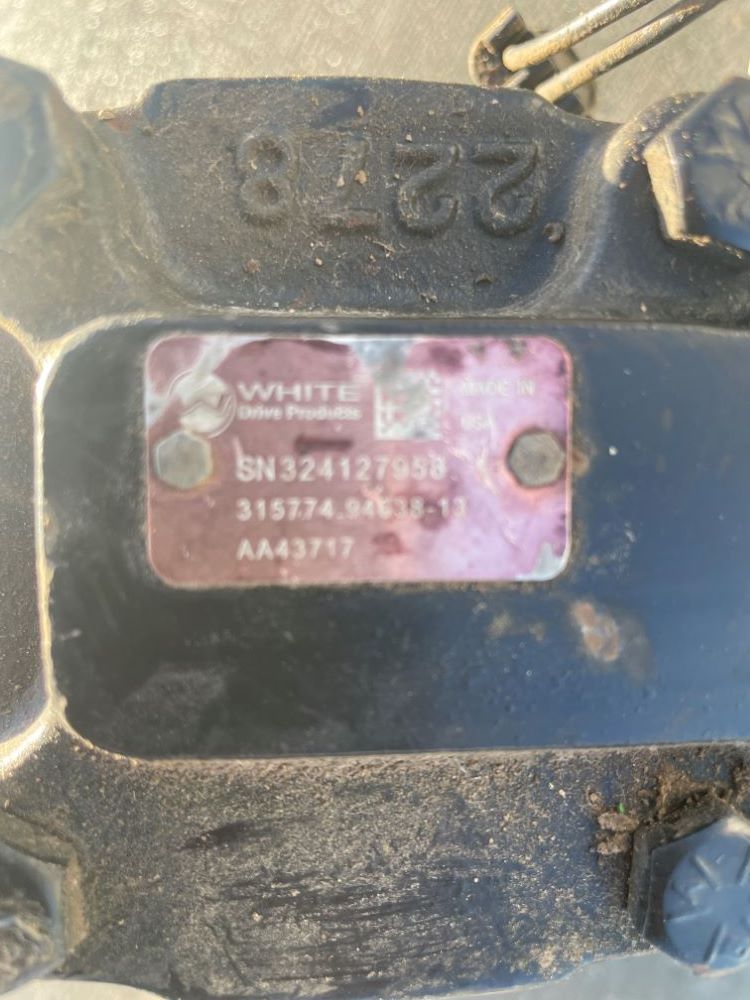 2278
WHITE
Drive Products
MADE IN
USA
SN324127958
315774.94638-13
AA43717